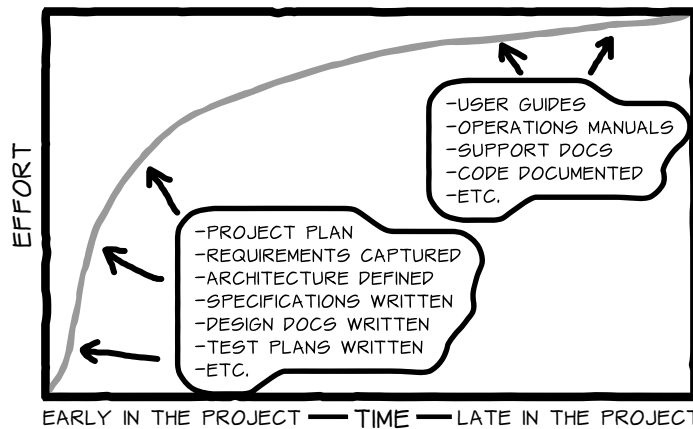 -USER GUIDES
-OPERATIONS MANUALS
-SUPPORT DOCS
-CODE DOCUMENTED
-ETC.
EFFORT
-PROJECT PLAN
-REQUIREMENTS CAPTURED
-ARCHITECTURE DEFINED
-SPECIFICATIONS WRITTEN
-DESIGN DOCS WRITTEN
-TEST PLANS WRITTEN
-ETC.
EARLY IN THE PROJECT — TIME — LATE IN THE PROJECT